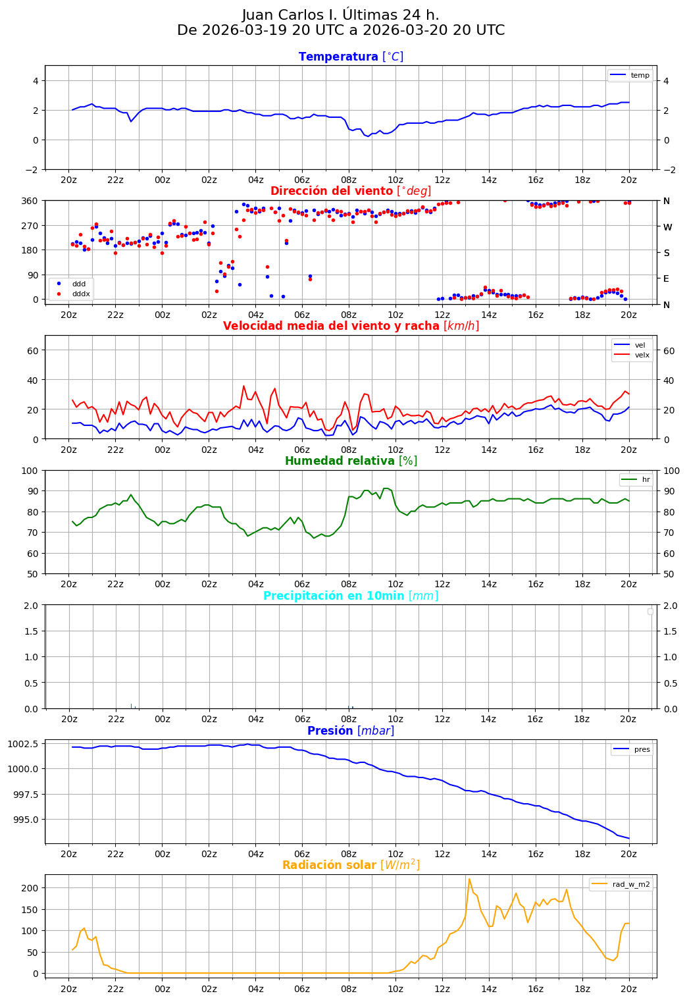 Juan Carlos I. Últimas 24 h.
De 2026-03-19 20 UTC a 2026-03-20 20 UTC
Temperatura [°C]
temp
4 4
2 2
0 0
−2 −2
20z 22z 00z 02z 04z 06z 08z 10z 12z 14z 16z 18z 20z
Dirección del viento [°deg]
360 N
270 W
180 S
90 E
0 N
ddd
dddx
20z 22z 00z 02z 04z 06z 08z 10z 12z 14z 16z 18z 20z
Velocidad media del viento y racha [km/h]
vel
velx
60 60
40 40
20 20
0 0
20z 22z 00z 02z 04z 06z 08z 10z 12z 14z 16z 18z 20z
Humedad relativa [%]
hr
100 100
90 90
80 80
70 70
60 60
50 50
20z 22z 00z 02z 04z 06z 08z 10z 12z 14z 16z 18z 20z
Precipitación en 10min [mm]
2.0 2.0
1.5 1.5
1.0 1.0
0.5 0.5
0.0 0.0
20z 22z 00z 02z 04z 06z 08z 10z 12z 14z 16z 18z 20z
Presión [mbar]
pres
1002.5
1000.0
997.5
995.0
20z 22z 00z 02z 04z 06z 08z 10z 12z 14z 16z 18z 20z
Radiación solar [W/m²]
rad_w_m2
200
150
100
50
0
20z 22z 00z 02z 04z 06z 08z 10z 12z 14z 16z 18z 20z